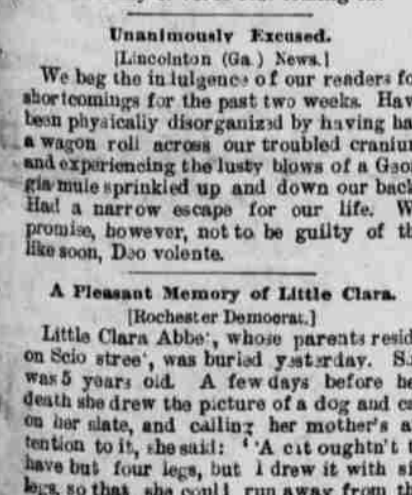 Unanimously Excused.
[Lincolnton (Ga.) News.]
We beg the indulgence of our readers fo
shortcomings for the past two weeks. Hav
been physically disorganized by having ha
a wagon roll across our troubled craniu
and experiencing the lusty blows of a Geor
gia mule sprinkled up and down our back
Had a narrow escape for our life. W
promise, however, not to be guilty of th
like soon, Deo volente.
A Pleasant Memory of Little Clara.
[Rochester Democrat.]
Little Clara Abbe', whose parents resid
on Scio street, was buried yesterday. S
was 5 years old. A few days before he
death she drew the picture of a dog and ca
on her slate, and calling her mother's a
tention to it, she said: "A cat oughtn't t
have but four legs, but I drew it with si
legs, so that she could run away from th